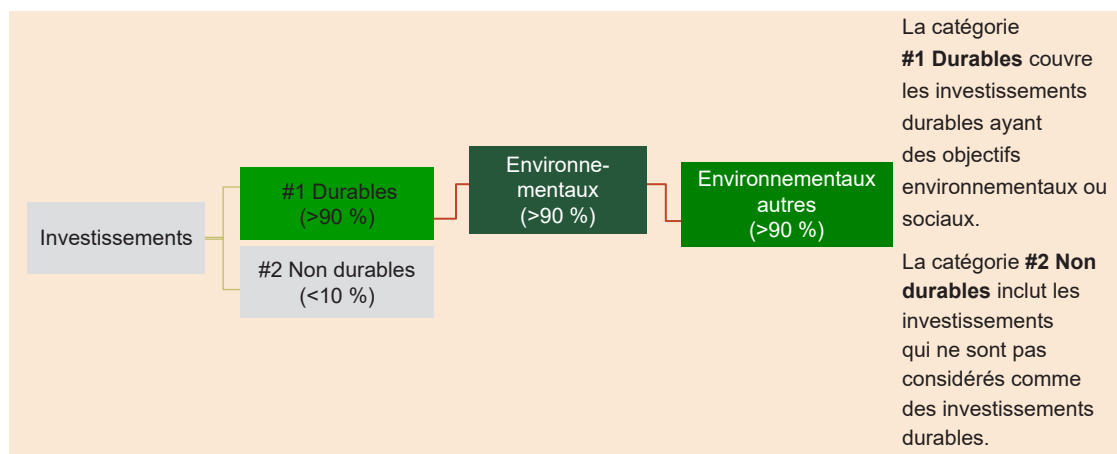 Investissements
#1 Durables
(>90 %)
#2 Non durables
(<10 %)
Environne-
mentaux
(>90 %)
Environnementaux
autres
(>90 %)
La catégorie
#1 Durables couvre
les investissements
durables ayant
des objectifs
environnementaux ou
sociaux.
La catégorie #2 Non
durables inclut les
investissements
qui ne sont pas
considérés comme
des investissements
durables.